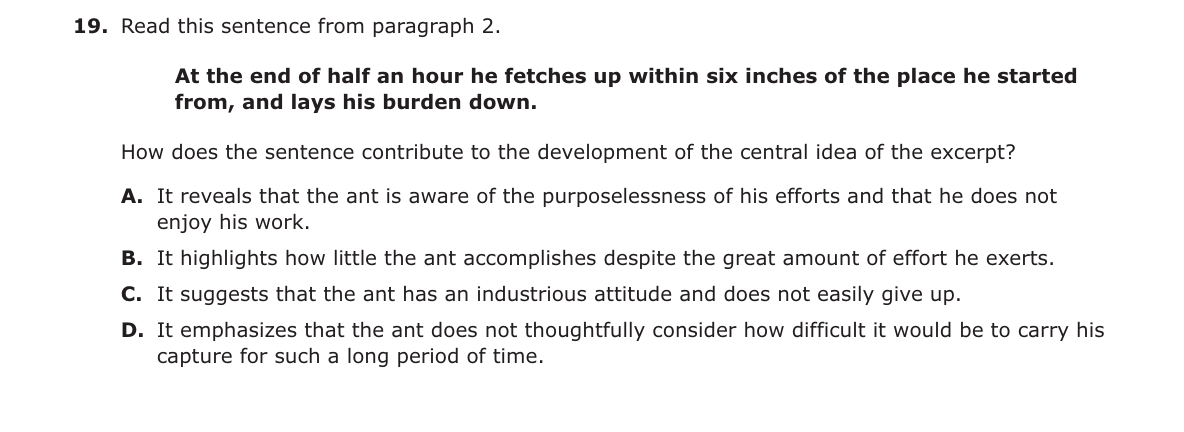 19. Read this sentence from paragraph 2.
At the end of half an hour he fetches up within six inches of the place he started
from, and lays his burden down.
How does the sentence contribute to the development of the central idea of the excerpt?
A. It reveals that the ant is aware of the purposelessness of his efforts and that he does not
enjoy his work.
B. It highlights how little the ant accomplishes despite the great amount of effort he exerts.
C. It suggests that the ant has an industrious attitude and does not easily give up.
D. It emphasizes that the ant does not thoughtfully consider how difficult it would be to carry his
capture for such a long period of time.